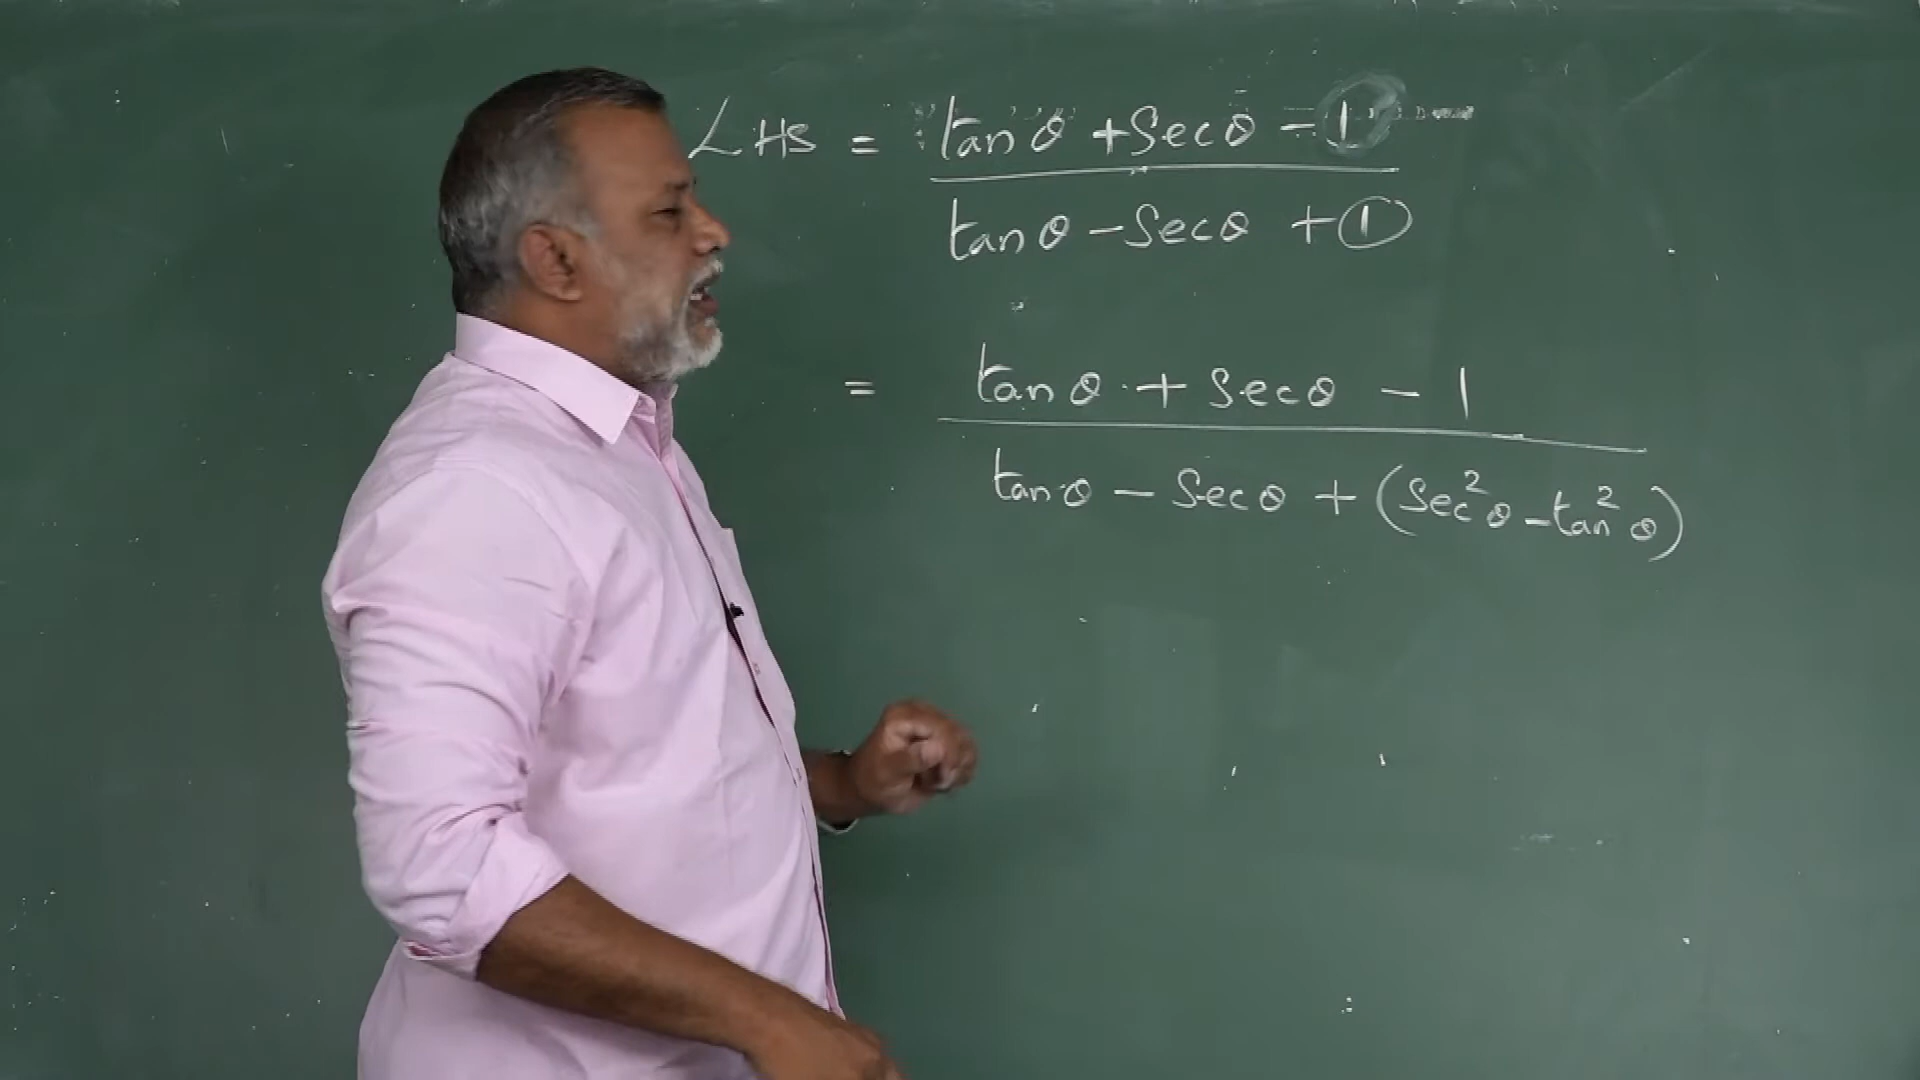 LHS = tanθ + secθ - 1
tanθ - secθ + 1
= tanθ + secθ - 1
tanθ - secθ + (sec²θ - tan²θ)